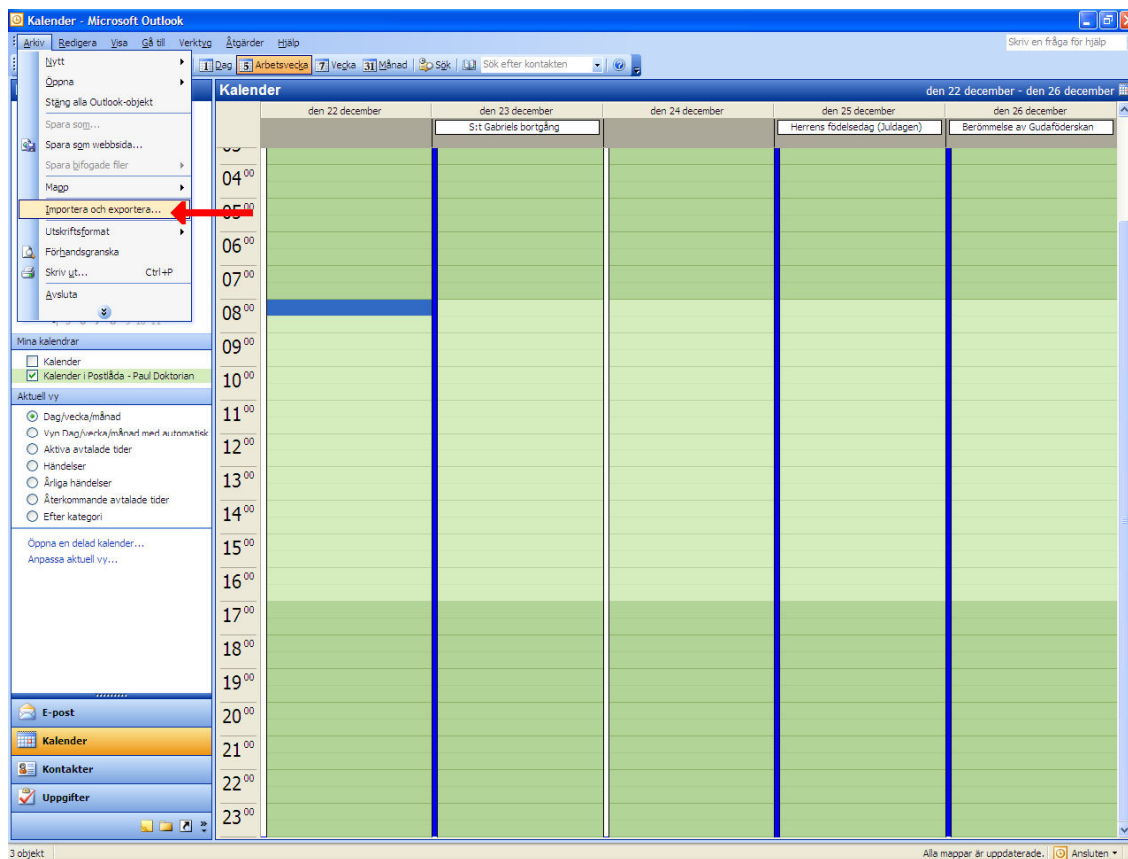 Kalender - Microsoft Outlook
Arkiv Redigera Visa Gå till Verktyg Åtgärder Hjälp Skriv en fråga för hjälp
1 Dag 5 Arbetsvecka 7 Vecka 31 Månad Sök Sök efter kontakten
Nytt
Öppna
Stäng alla Outlook-objekt
Spara som...
Spara som webbsida...
Spara bifogade filer
Mapp
Importera och exportera...
Utskriftsformat
Förhandsgranska
Skriv ut... Ctrl+P
Avsluta
Mina kalendrar
Kalender
Kalender i Postlåda - Paul Doktorian
Aktuell vy
Dag/vecka/månad
Vyn Dag/vecka/månad med automatisk
Aktiva avtalade tider
Händelser
Årliga händelser
Återkommande avtalade tider
Efter kategori
Öppna en delad kalender...
Anpassa aktuell vy...
E-post
Kalender
Kontakter
Uppgifter
Kalender den 22 december - den 26 december
den 22 december den 23 december den 24 december den 25 december den 26 december
S:t Gabriels bortgång Herrens födelsedag (Juldagen) Berömmelse av Gudaföderskan
04 00
05 00
06 00
07 00
08 00
09 00
10 00
11 00
12 00
13 00
14 00
15 00
16 00
17 00
18 00
19 00
20 00
21 00
22 00
23 00
3 objekt Alla mappar är uppdaterade. Ansluten